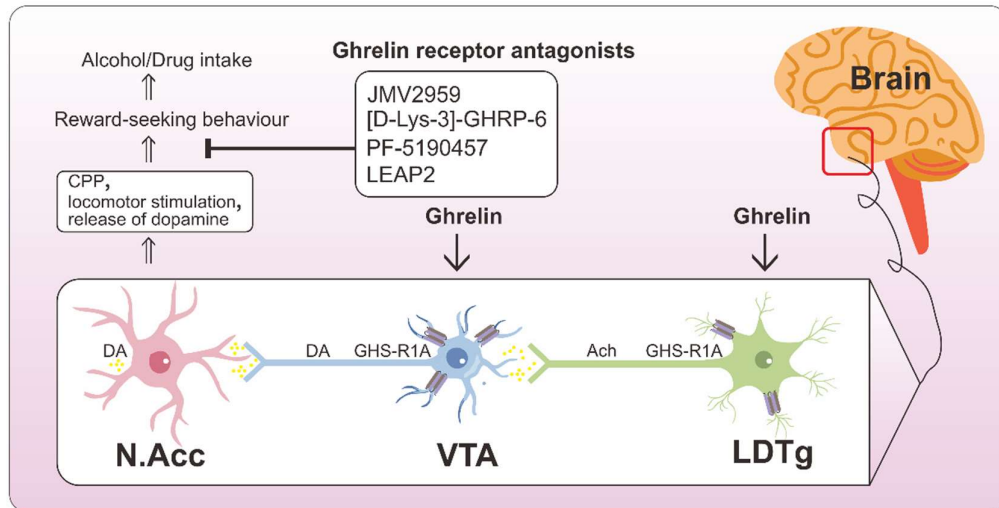 Alcohol/Drug intake
Reward-seeking behaviour
CPP,
locomotor stimulation,
release of dopamine
Ghrelin receptor antagonists
JMV2959
[D-Lys-3]-GHRP-6
PF-5190457
LEAP2
Brain
Ghrelin
Ghrelin
DA
DA
GHS-R1A
Ach
GHS-R1A
N.Acc
VTA
LDTg